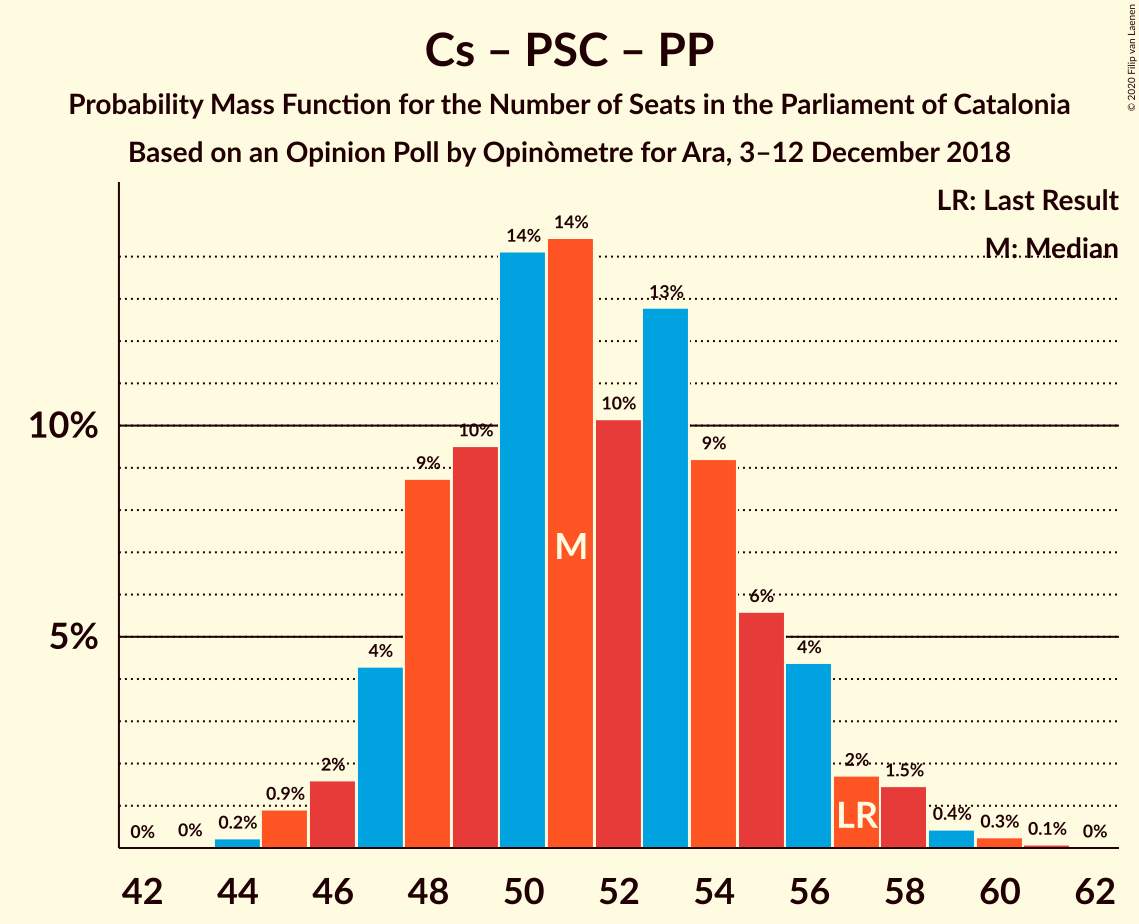 Cs – PSC – PP
Probability Mass Function for the Number of Seats in the Parliament of Catalonia
Based on an Opinion Poll by Opinòmetre for Ara, 3–12 December 2018
© 2020 Filip van Laenen
LR: Last Result
M: Median
10%
5%
0% 0% 0.2% 0.9% 2% 4% 9% 10% 14% 14% 10% 13% 9% 6% 4% 2% 1.5% 0.4% 0.3% 0.1% 0%
M
LR
42 44 46 48 50 52 54 56 58 60 62